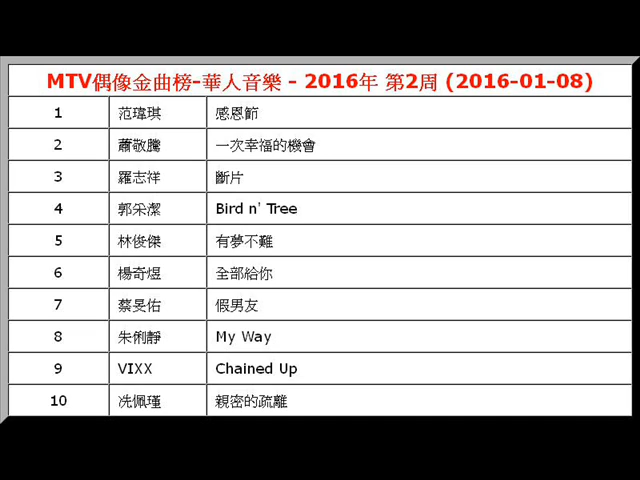 MTV偶像金曲榜-華人音樂 - 2016年 第2周 (2016-01-08)
1 范瑋琪 感恩節
2 蕭敬騰 一次幸福的機會
3 羅志祥 斷片
4 郭采潔 Bird n' Tree
5 林俊傑 有夢不難
6 楊奇煜 全部給你
7 蔡旻佑 假男友
8 朱俐靜 My Way
9 VIXX Chained Up
10 冼佩瑾 親密的疏離